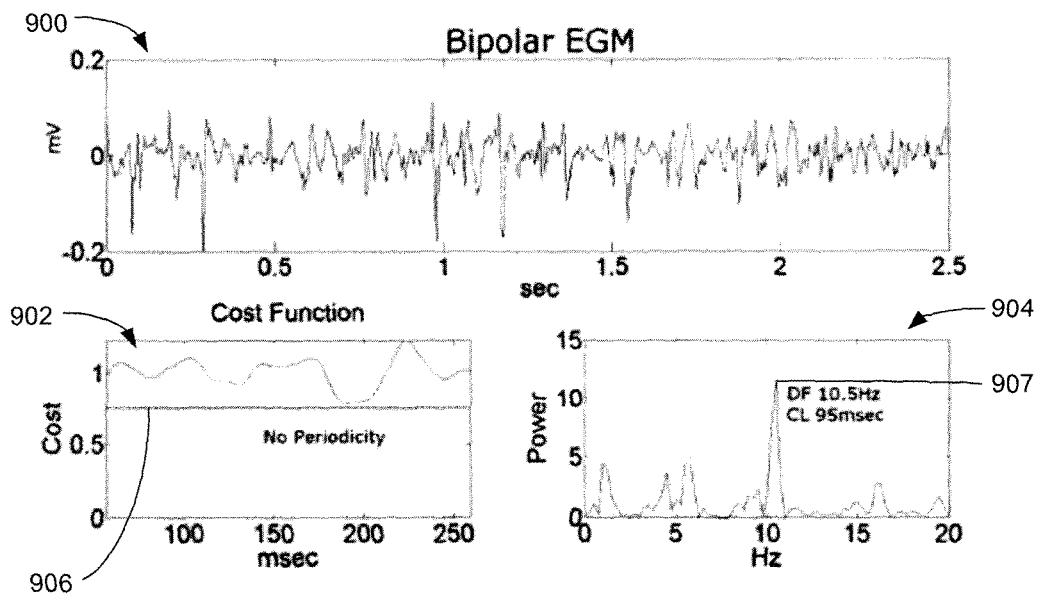 900
Bipolar EGM
0.2
mV
0
-0.2
0 0.5 1 1.5 2 2.5
sec
902
Cost Function
904
1
Cost
0.5
0
No Periodicity
100 150 200 250
msec
906
15
10
Power
5
0
907
DF 10.5Hz
CL 95msec
0 5 10 15 20
Hz